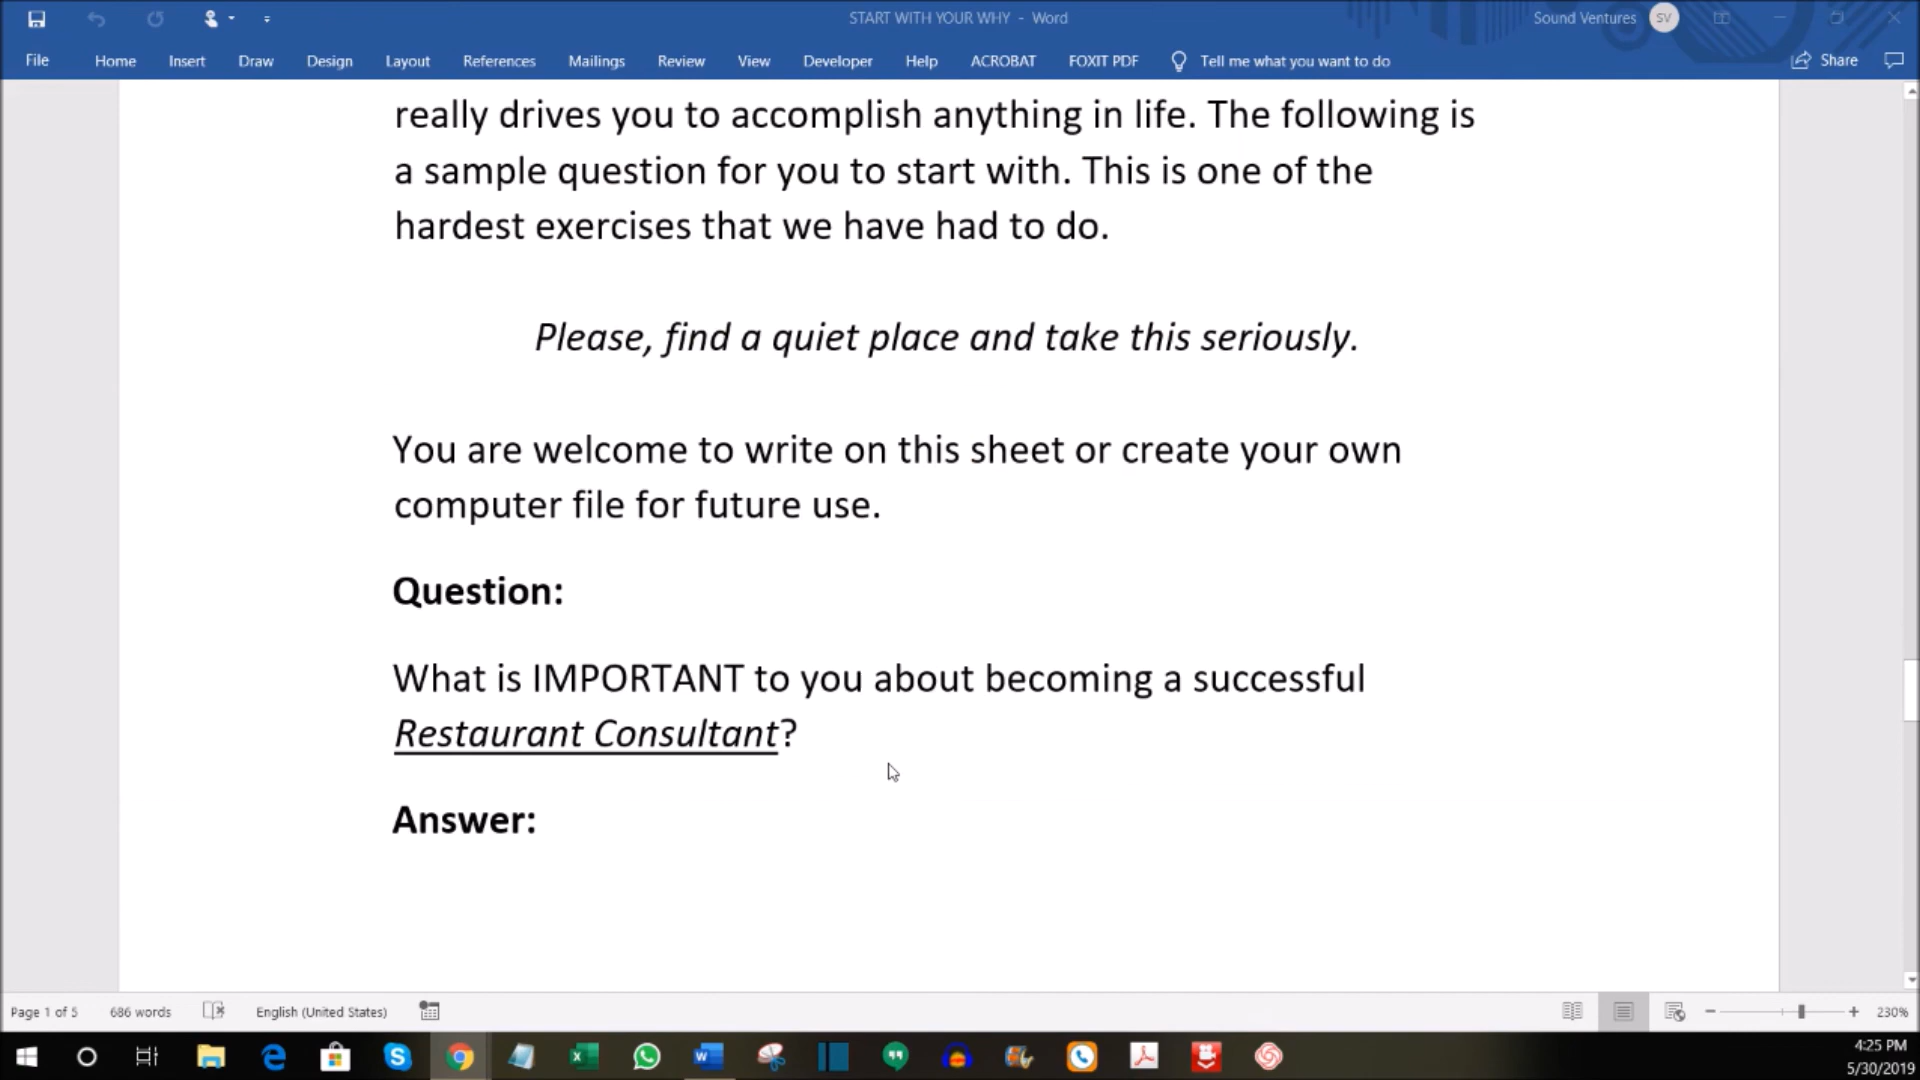 START WITH YOUR WHY - Word
Sound Ventures SV
File Home Insert Draw Design Layout References Mailings Review View Developer Help ACROBAT FOXIT PDF Tell me what you want to do Share
really drives you to accomplish anything in life. The following is
a sample question for you to start with. This is one of the
hardest exercises that we have had to do.
Please, find a quiet place and take this seriously.
You are welcome to write on this sheet or create your own
computer file for future use.
Question:
What is IMPORTANT to you about becoming a successful
Restaurant Consultant?
Answer:
Page 1 of 5 686 words English (United States) 230%
4:25 PM
5/30/2019